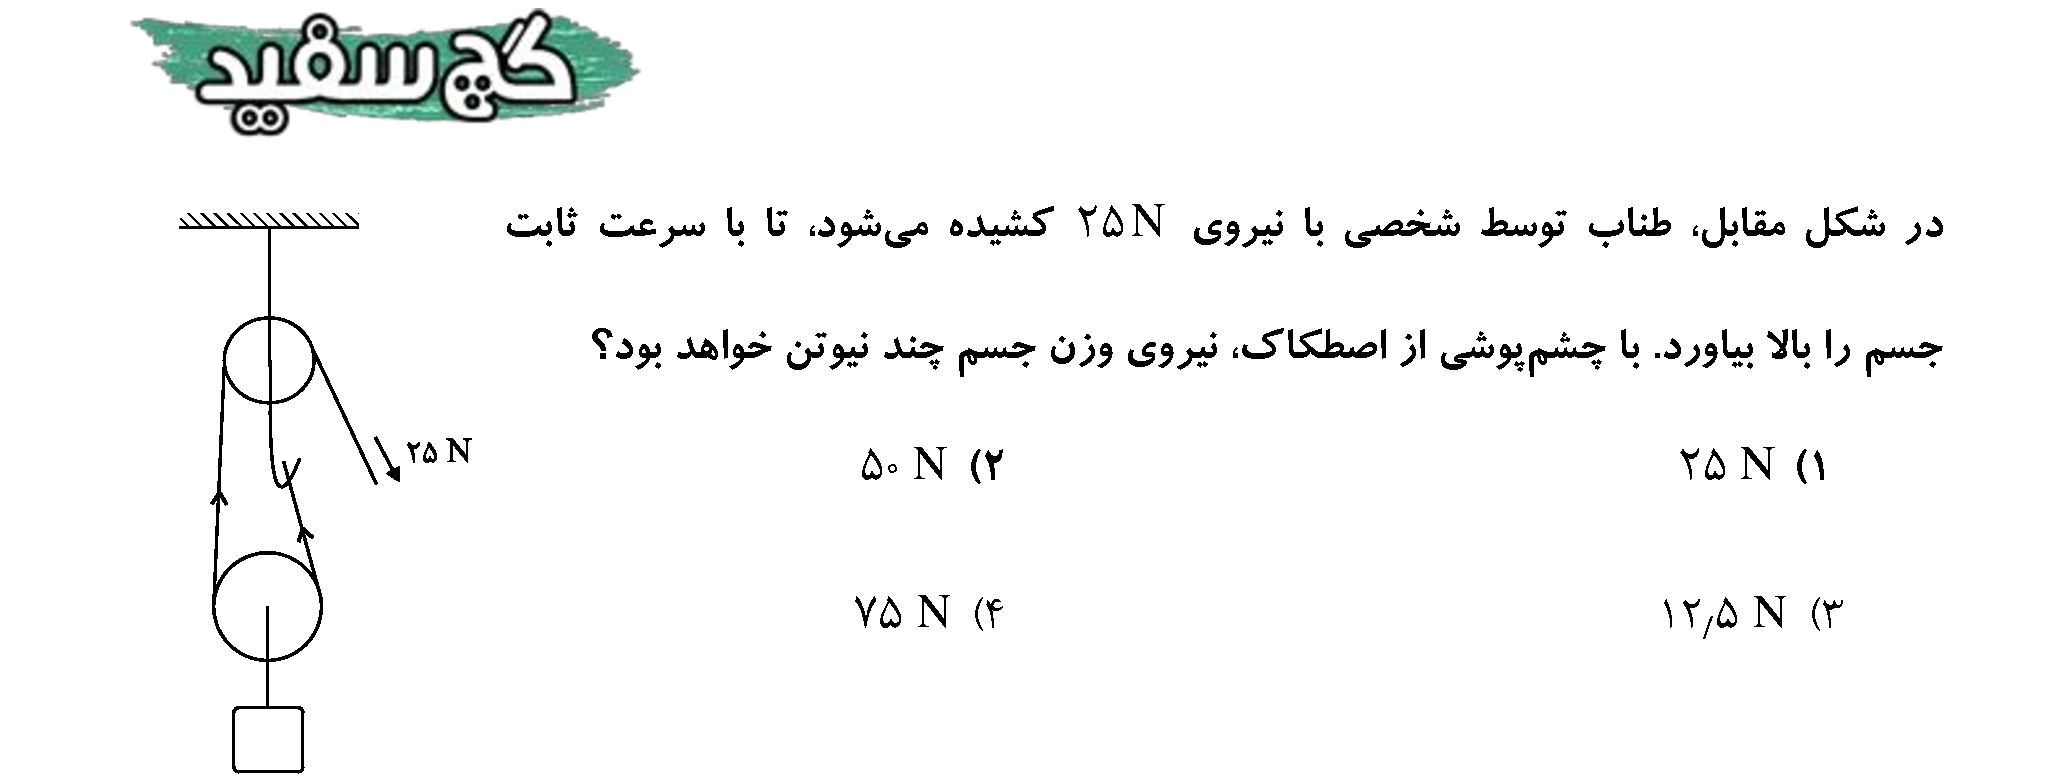 گچ سفید
در شکل مقابل، طناب توسط شخصی با نیروی ۲۵N کشیده می‌شود، تا با سرعت ثابت
جسم را بالا بیاورد. با چشم‌پوشی از اصطکاک، نیروی وزن جسم چند نیوتن خواهد بود؟
۲۵ N
۱) ۲۵ N
۲) ۵۰ N
۳) ۱۲٫۵ N
۴) ۷۵ N